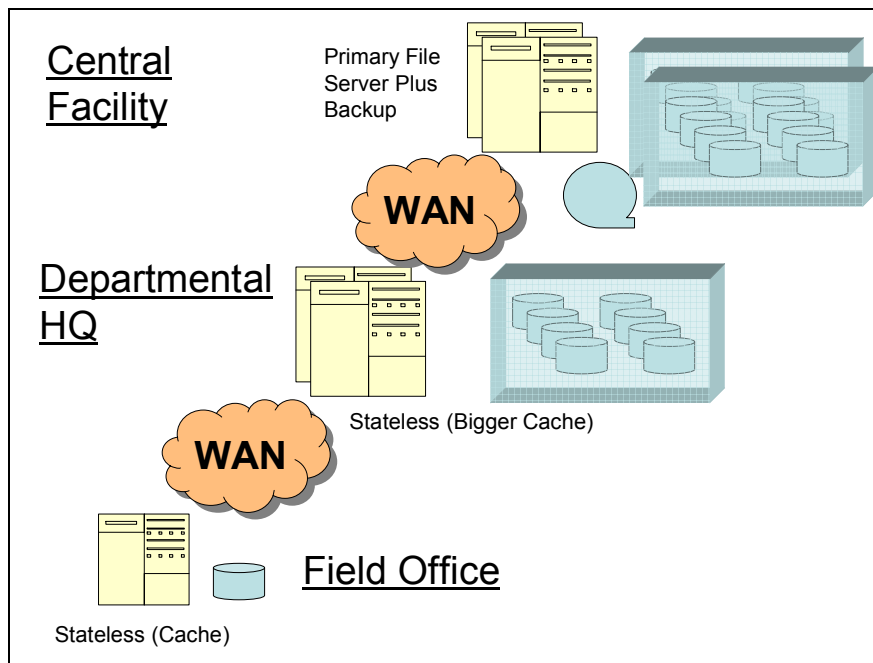 Central
Facility
Primary File
Server Plus
Backup
WAN
Departmental
HQ
Stateless (Bigger Cache)
WAN
Field Office
Stateless (Cache)